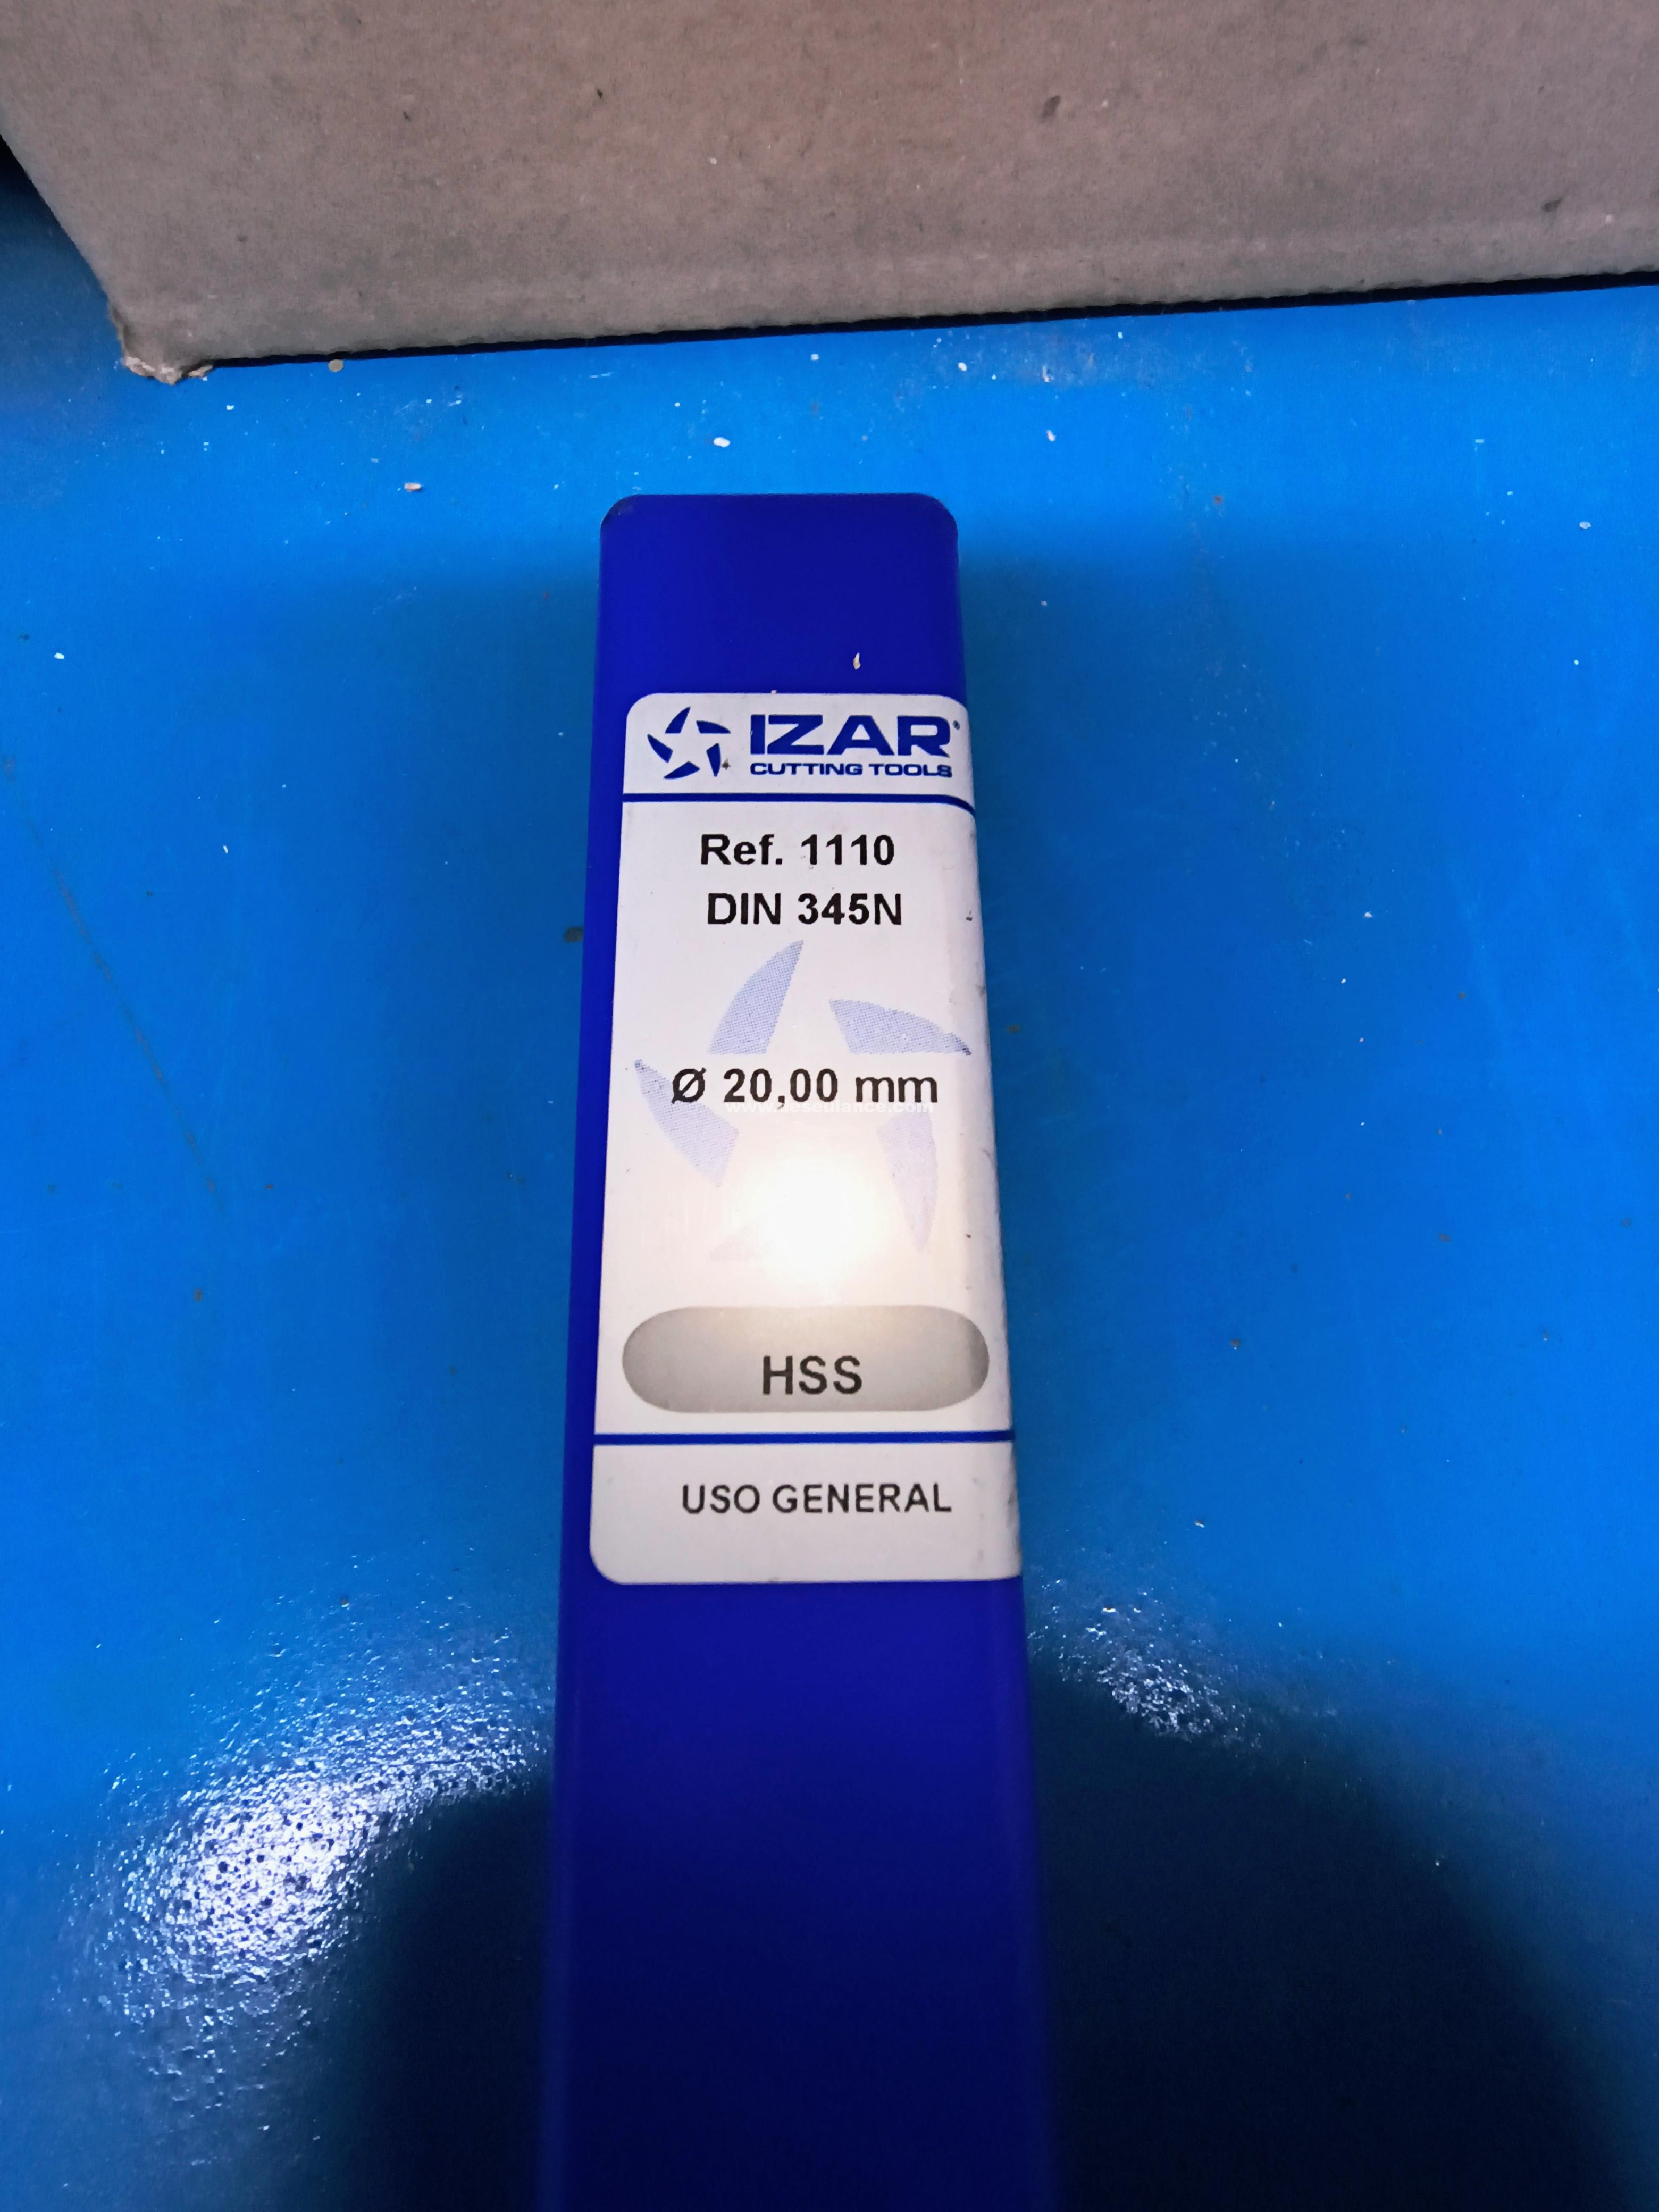 IZAR®
CUTTING TOOLS
Ref. 1110
DIN 345N
Ø 20,00 mm
HSS
USO GENERAL